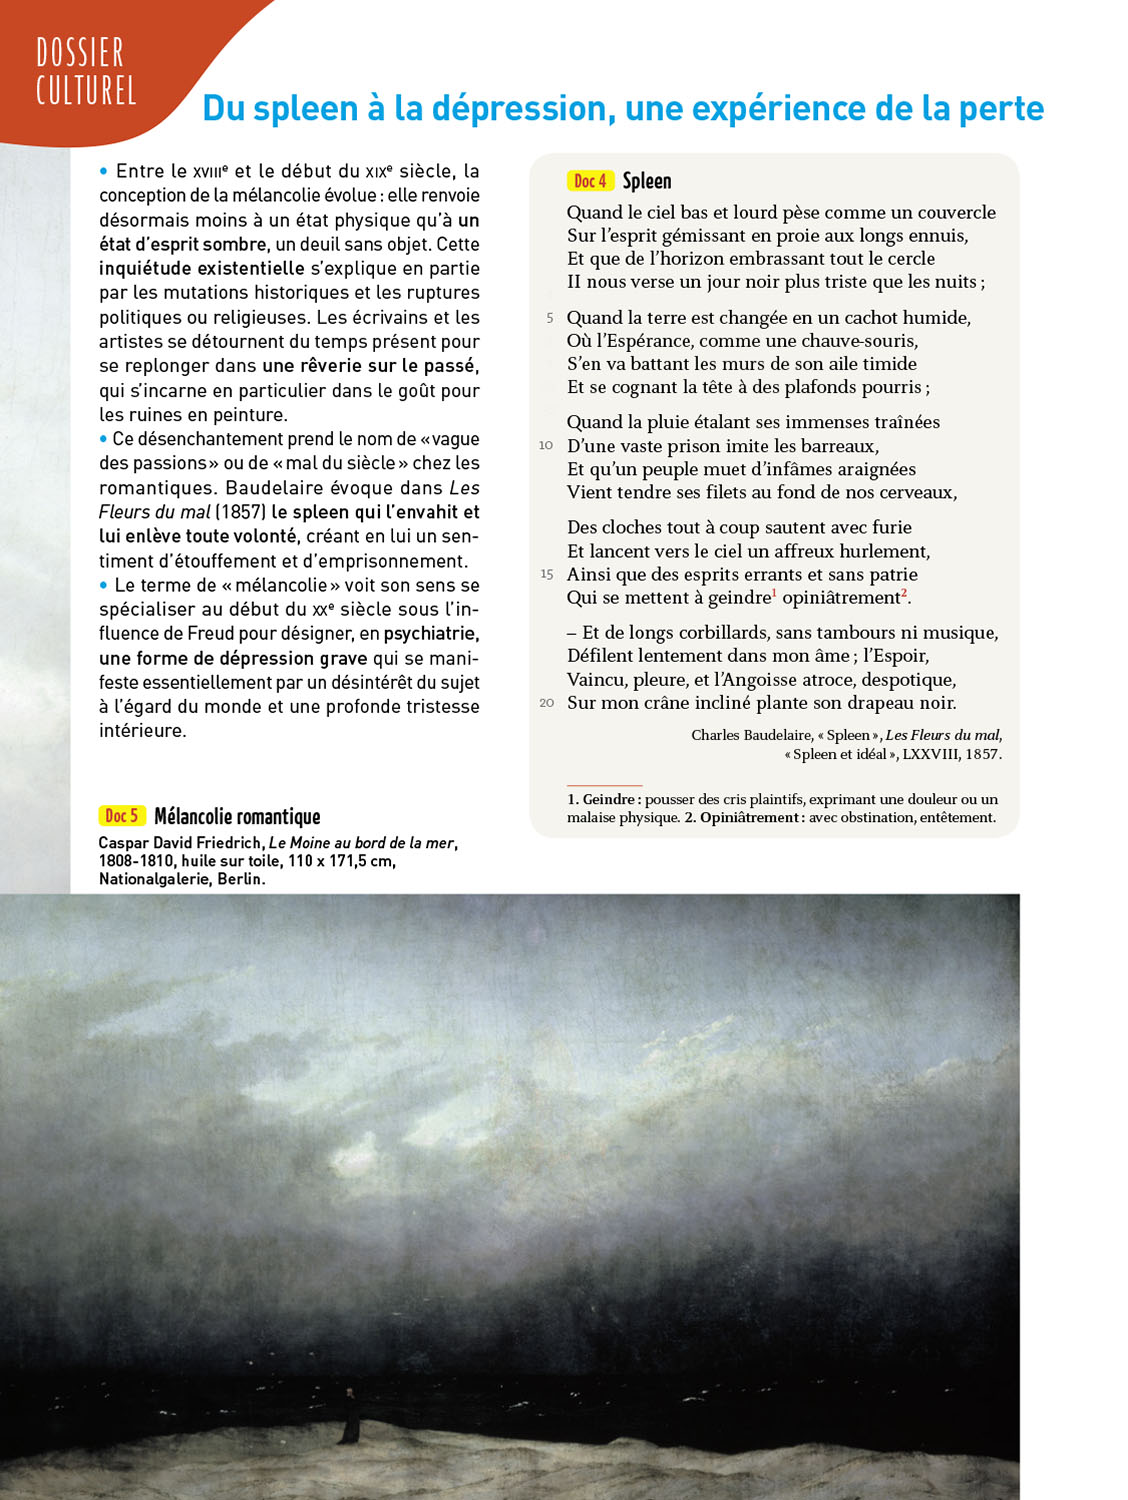 DOSSIER
CULTUREL
Du spleen à la dépression, une expérience de la perte
• Entre le XVIIIe et le début du XIXe siècle, la
conception de la mélancolie évolue : elle renvoie
désormais moins à un état physique qu'à un
état d'esprit sombre, un deuil sans objet. Cette
inquiétude existentielle s'explique en partie
par les mutations historiques et les ruptures
politiques ou religieuses. Les écrivains et les
artistes se détournent du temps présent pour
se replonger dans une rêverie sur le passé,
qui s'incarne en particulier dans le goût pour
les ruines en peinture.
• Ce désenchantement prend le nom de « vague
des passions » ou de « mal du siècle » chez les
romantiques. Baudelaire évoque dans Les
Fleurs du mal (1857) le spleen qui l'envahit et
lui enlève toute volonté, créant en lui un sen-
timent d'étouffement et d'emprisonnement.
• Le terme de « mélancolie » voit son sens se
spécialiser au début du XXe siècle sous l'in-
fluence de Freud pour désigner, en psychiatrie,
une forme de dépression grave qui se mani-
feste essentiellement par un désintérêt du sujet
à l'égard du monde et une profonde tristesse
intérieure.
Doc 4 Spleen
Quand le ciel bas et lourd pèse comme un couvercle
Sur l'esprit gémissant en proie aux longs ennuis,
Et que de l'horizon embrassant tout le cercle
II nous verse un jour noir plus triste que les nuits ;
5 Quand la terre est changée en un cachot humide,
Où l'Espérance, comme une chauve-souris,
S'en va battant les murs de son aile timide
Et se cognant la tête à des plafonds pourris ;
Quand la pluie étalant ses immenses traînées
10 D'une vaste prison imite les barreaux,
Et qu'un peuple muet d'infâmes araignées
Vient tendre ses filets au fond de nos cerveaux,
Des cloches tout à coup sautent avec furie
Et lancent vers le ciel un affreux hurlement,
15 Ainsi que des esprits errants et sans patrie
Qui se mettent à geindre1 opiniâtrement2.
– Et de longs corbillards, sans tambours ni musique,
Défilent lentement dans mon âme ; l'Espoir,
Vaincu, pleure, et l'Angoisse atroce, despotique,
20 Sur mon crâne incliné plante son drapeau noir.
Charles Baudelaire, « Spleen », Les Fleurs du mal,
« Spleen et idéal », LXXVIII, 1857.
1. Geindre : pousser des cris plaintifs, exprimant une douleur ou un
malaise physique. 2. Opiniâtrement : avec obstination, entêtement.
Doc 5 Mélancolie romantique
Caspar David Friedrich, Le Moine au bord de la mer,
1808-1810, huile sur toile, 110 x 171,5 cm,
Nationalgalerie, Berlin.